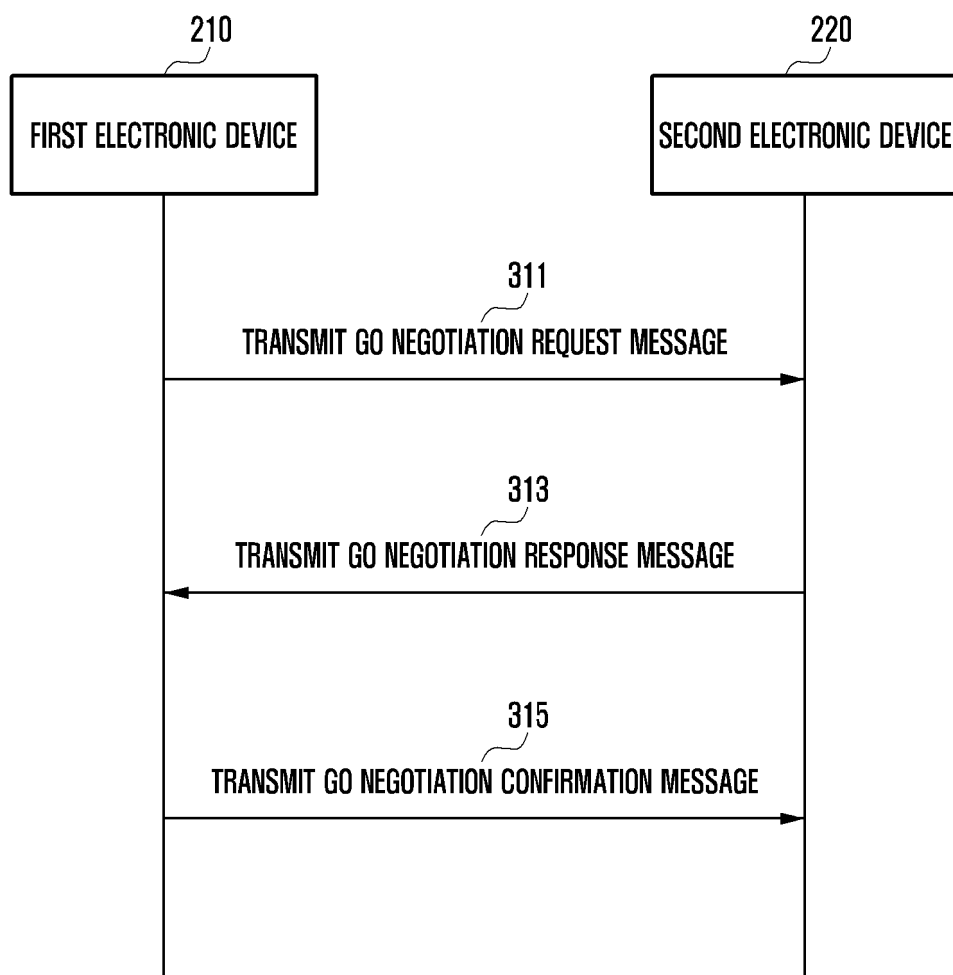 210
220
FIRST ELECTRONIC DEVICE
SECOND ELECTRONIC DEVICE
311
TRANSMIT GO NEGOTIATION REQUEST MESSAGE
313
TRANSMIT GO NEGOTIATION RESPONSE MESSAGE
315
TRANSMIT GO NEGOTIATION CONFIRMATION MESSAGE